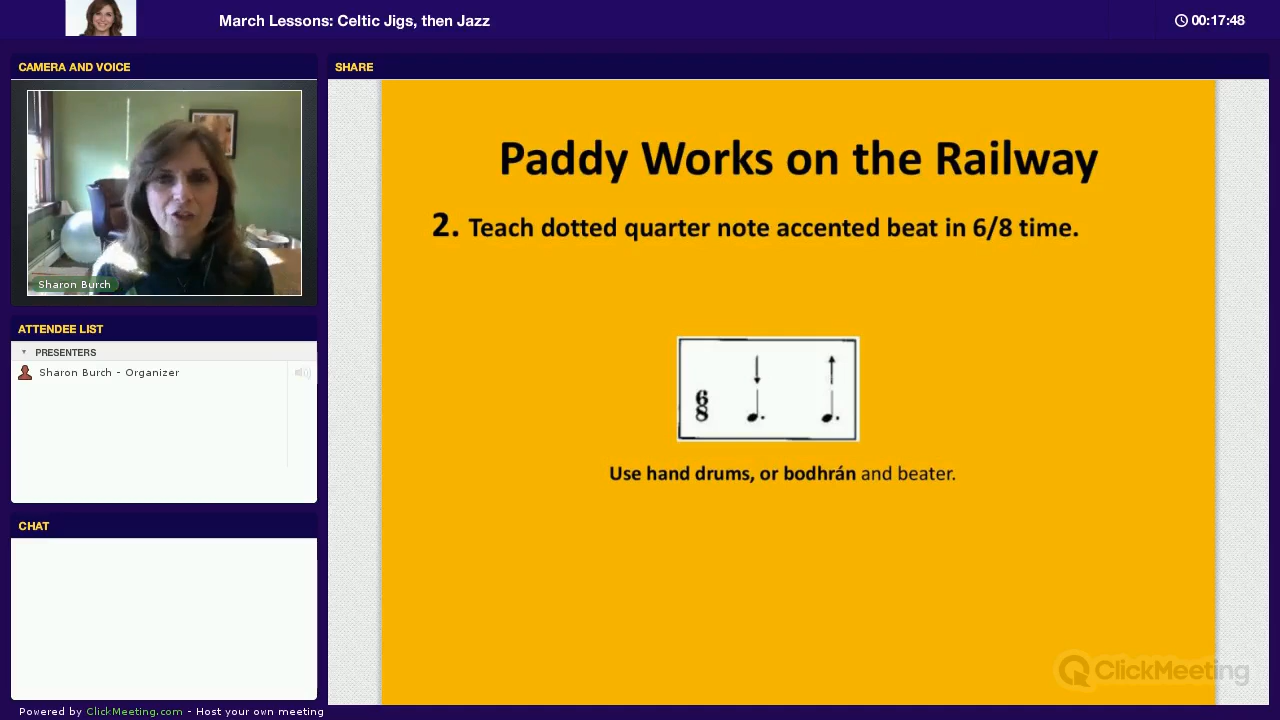 March Lessons: Celtic Jigs, then Jazz
00:17:48
CAMERA AND VOICE
Sharon Burch
ATTENDEE LIST
PRESENTERS
Sharon Burch - Organizer
CHAT
Powered by ClickMeeting.com - Host your own meeting
SHARE
Paddy Works on the Railway
2. Teach dotted quarter note accented beat in 6/8 time.
6
8
Use hand drums, or bodhrán and beater.
ClickMeeting